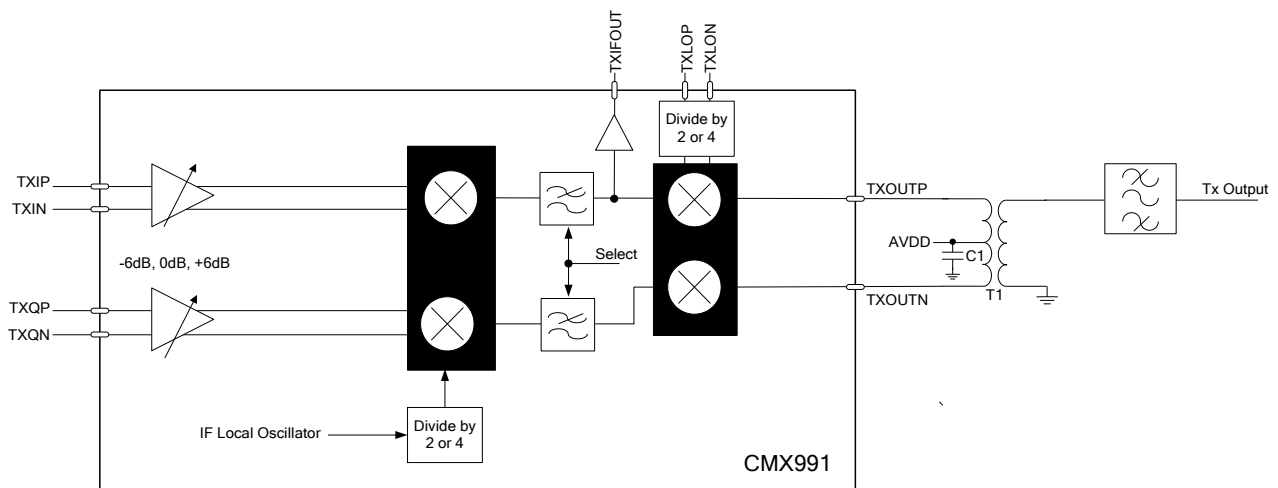 TXIFOUT
TXLOP
TXLON
Divide by
2 or 4
TXIP
TXIN
TXOUTP
Tx Output
AVDD
C1
Select
-6dB, 0dB, +6dB
TXQP
TXQN
TXOUTN
T1
IF Local Oscillator
Divide by
2 or 4
CMX991